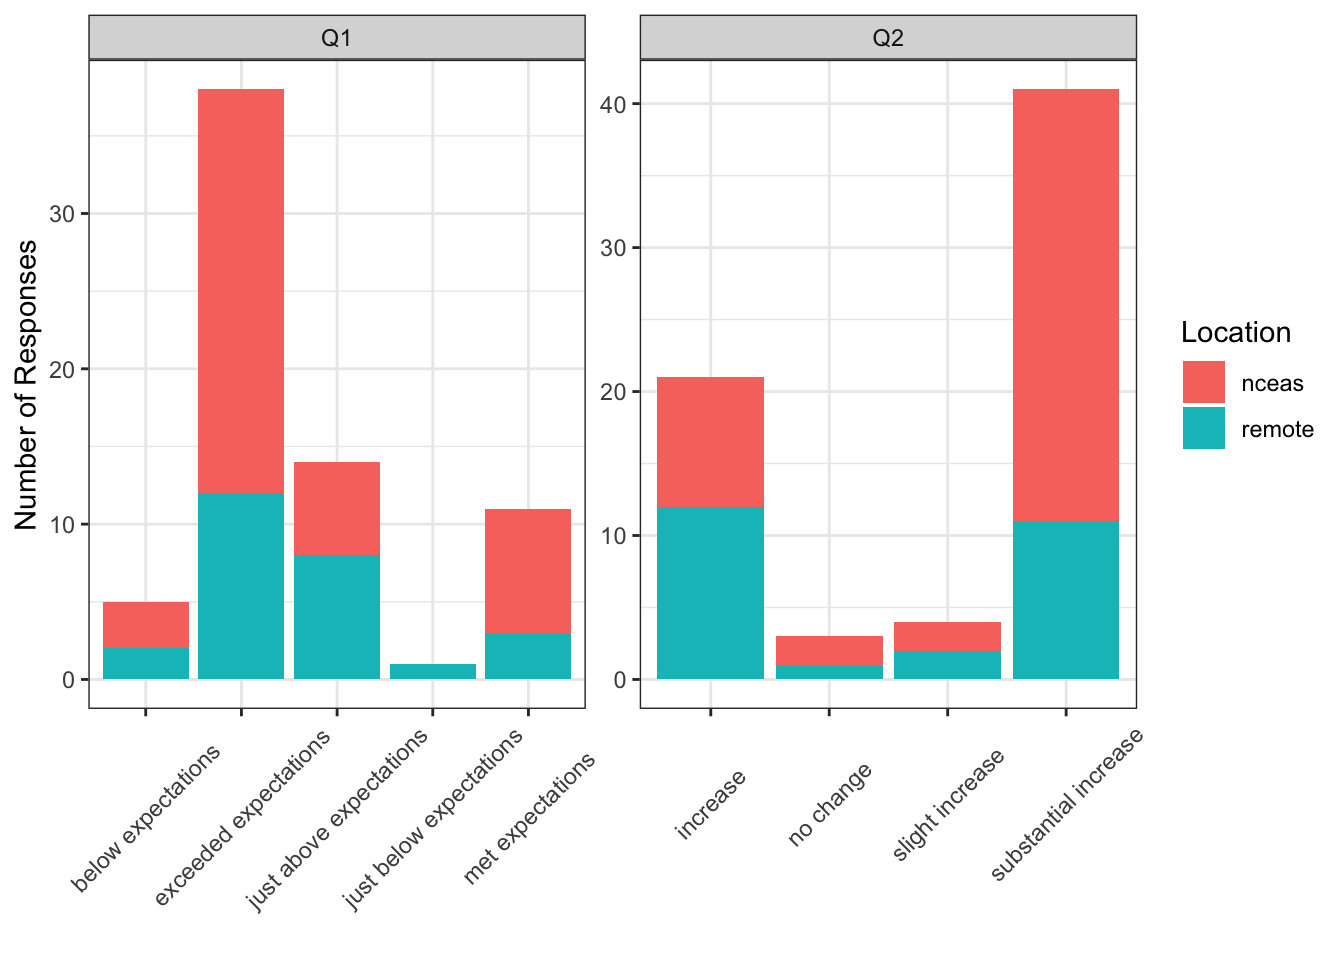 Q1
Q2
Number of Responses
30
20
10
0
40
30
20
10
0
below expectations
exceeded expectations
just above expectations
just below expectations
met expectations
increase
no change
slight increase
substantial increase
Location
nceas
remote